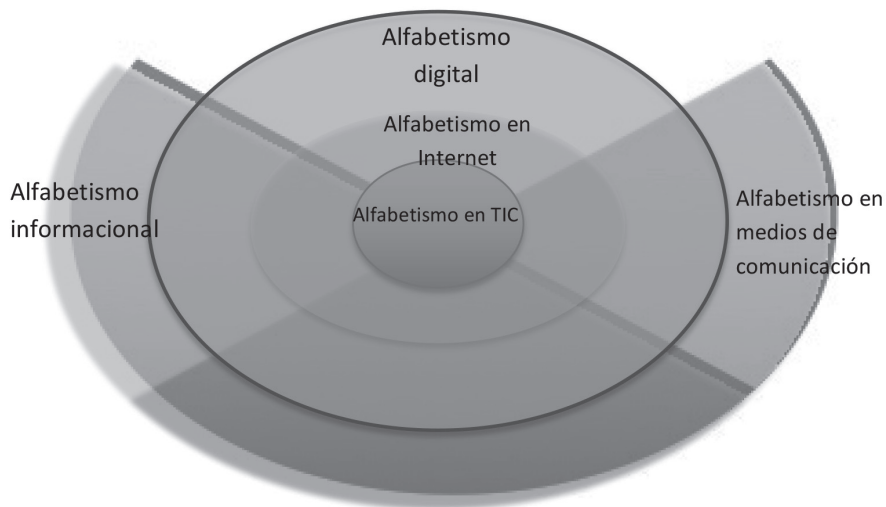 Alfabetismo
digital
Alfabetismo en
Internet
Alfabetismo en TIC
Alfabetismo
informacional
Alfabetismo en
medios de
comunicación